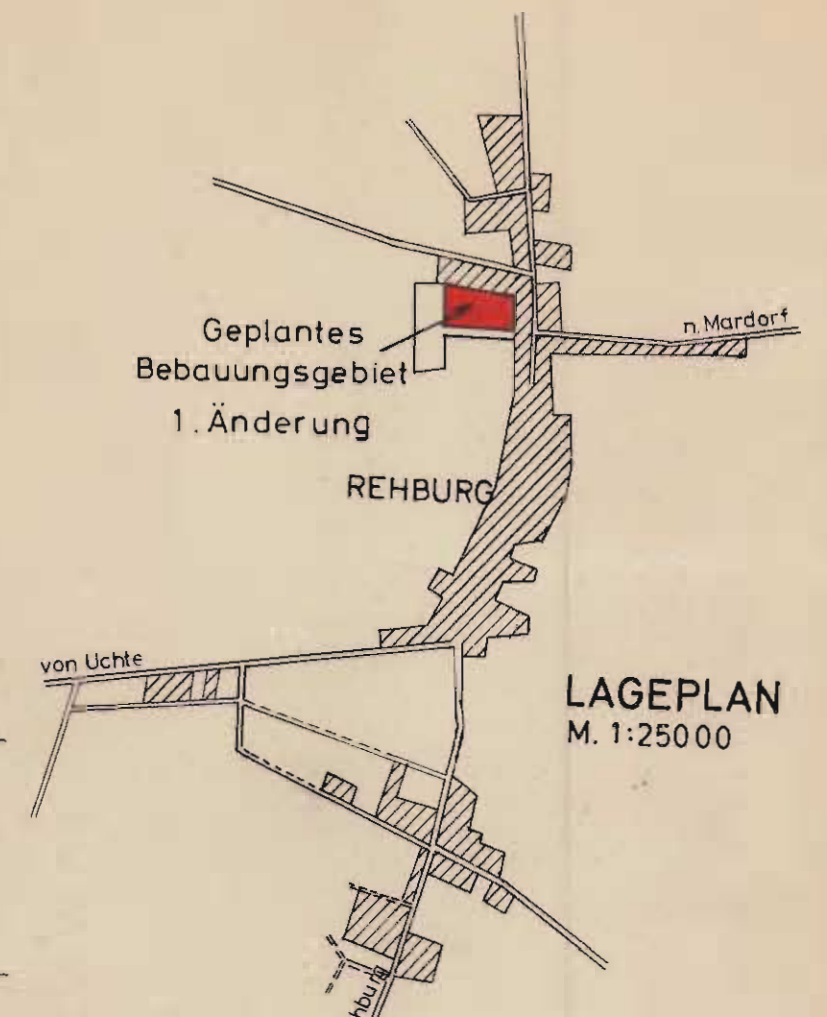 n. Mardorf
Geplantes
Bebauungsgebiet
1. Änderung
REHBURG
von Uchte
LAGEPLAN
M. 1:25000